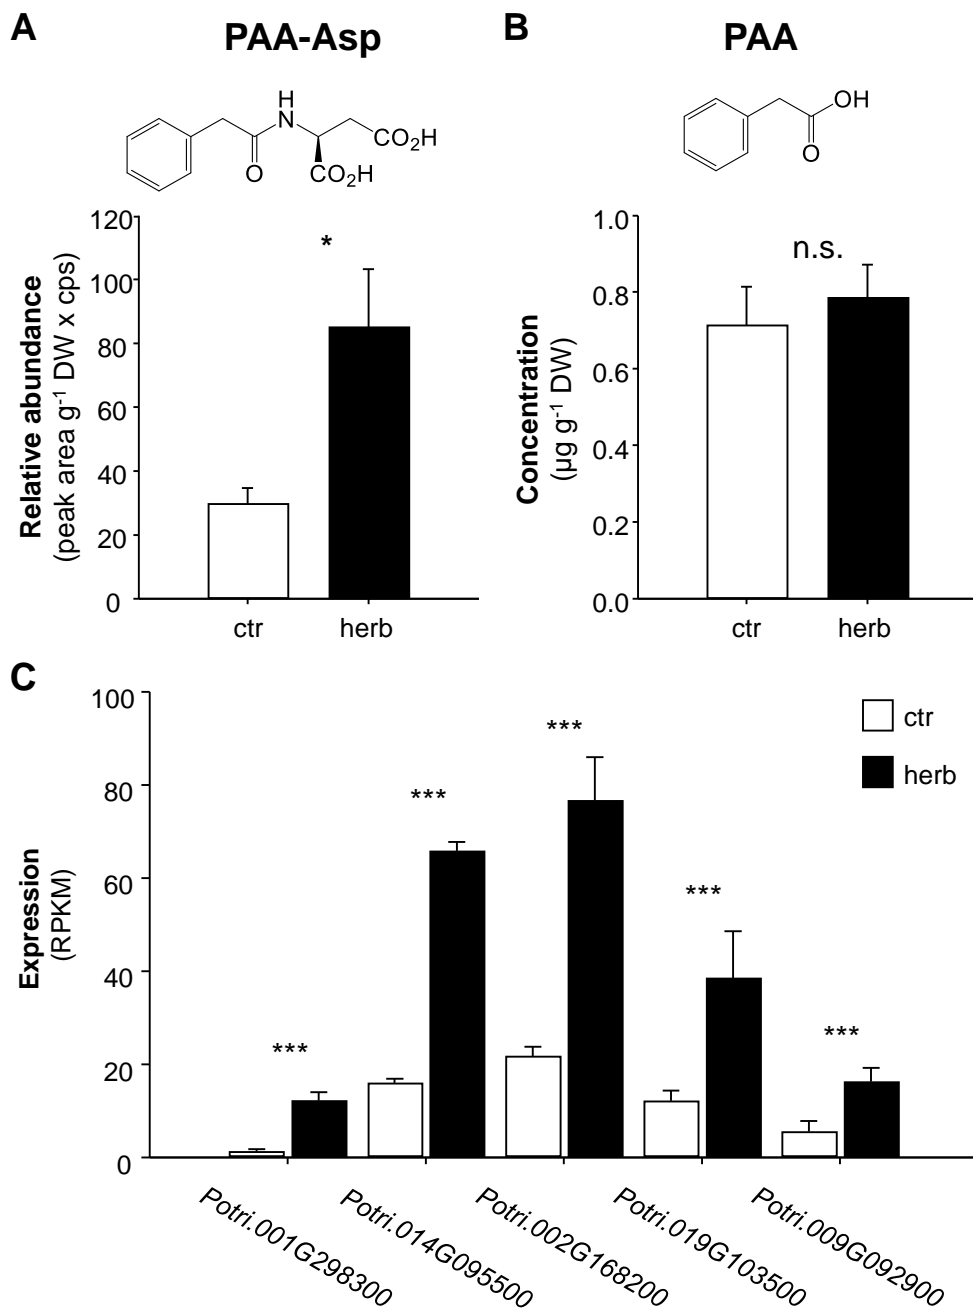 A
PAA-Asp
B
PAA
H
N
O
CO2H
CO2H
OH
O
Relative abundance
(peak area g-1 DW x cps)
120
100
80
60
40
20
0
*
ctr
herb
Concentration
(µg g-1 DW)
1.0
0.8
0.6
0.4
0.2
0.0
n.s.
ctr
herb
C
Expression
(RPKM)
100
80
60
40
20
0
***
***
***
***
***
ctr
herb
Potri.001G298300
Potri.014G095500
Potri.002G168200
Potri.019G103500
Potri.009G092900